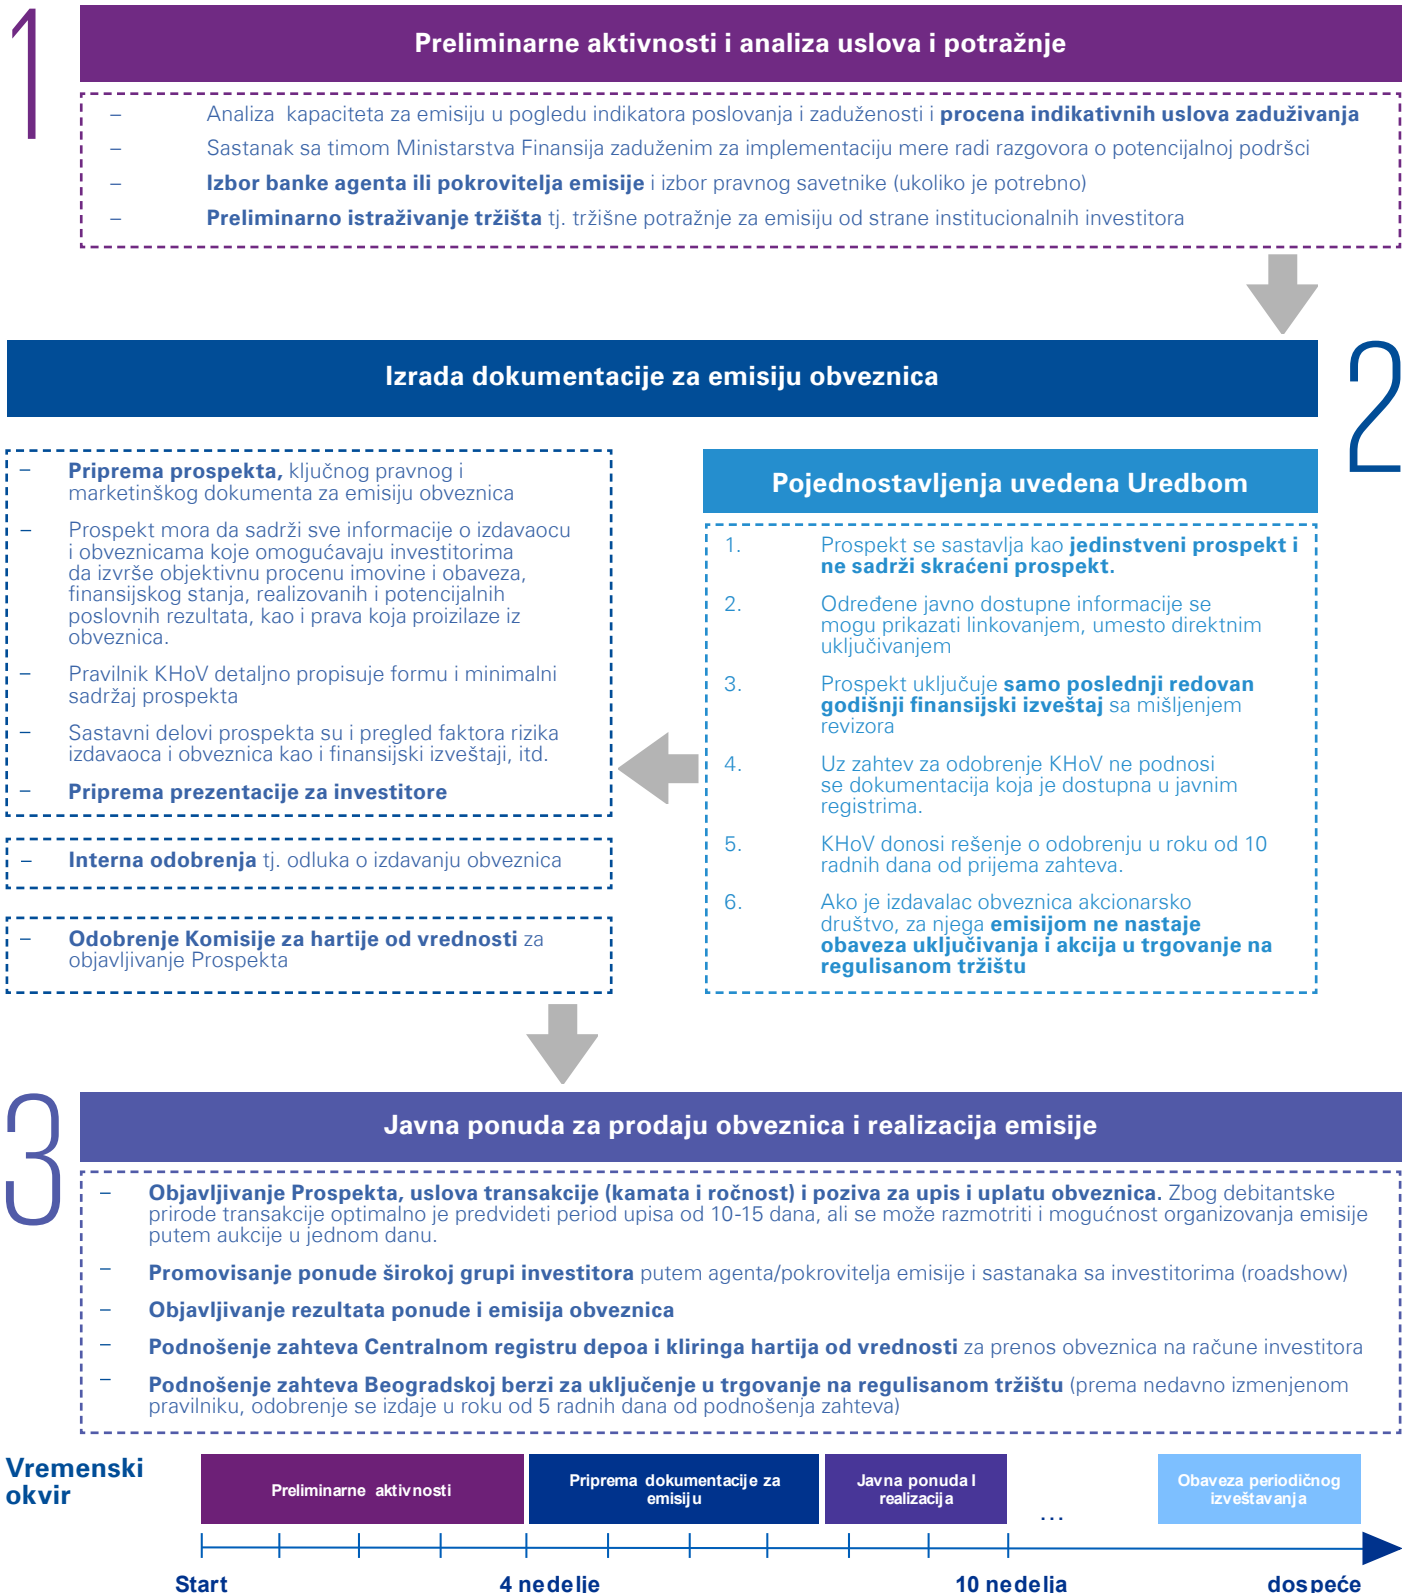 1
Preliminarne aktivnosti i analiza uslova i potražnje
– Analiza kapaciteta za emisiju u pogledu indikatora poslovanja i zaduženosti i procena indikativnih uslova zaduživanja
– Sastanak sa timom Ministarstva Finansija zaduženim za implementaciju mere radi razgovora o potencijalnoj podršci
– Izbor banke agenta ili pokrovitelja emisije i izbor pravnog savetnike (ukoliko je potrebno)
– Preliminarno istraživanje tržišta tj. tržišne potražnje za emisiju od strane institucionalnih investitora
2
Izrada dokumentacije za emisiju obveznica
– Priprema prospekta, ključnog pravnog i
marketinškog dokumenta za emisiju obveznica
– Prospekt mora da sadrži sve informacije o izdavaocu
i obveznicama koje omogućavaju investitorima
da izvrše objektivnu procenu imovine i obaveza,
finansijskog stanja, realizovanih i potencijalnih
poslovnih rezultata, kao i prava koja proizilaze iz
obveznica.
– Pravilnik KHoV detaljno propisuje formu i minimalni
sadržaj prospekta
– Sastavni delovi prospekta su i pregled faktora rizika
izdavaoca i obveznica kao i finansijski izveštaji, itd.
– Priprema prezentacije za investitore
– Interna odobrenja tj. odluka o izdavanju obveznica
– Odobrenje Komisije za hartije od vrednosti za
objavljivanje Prospekta
Pojednostavljenja uvedena Uredbom
1. Prospekt se sastavlja kao jedinstveni prospekt i
ne sadrži skraćeni prospekt.
2. Određene javno dostupne informacije se
mogu prikazati linkovanjem, umesto direktnim
uključivanjem
3. Prospekt uključuje samo poslednji redovan
godišnji finansijski izveštaj sa mišljenjem
revizora
4. Uz zahtev za odobrenje KHoV ne podnosi
se dokumentacija koja je dostupna u javnim
registrima.
5. KHoV donosi rešenje o odobrenju u roku od 10
radnih dana od prijema zahteva.
6. Ako je izdavalac obveznica akcionarsko
društvo, za njega emisijom ne nastaje
obaveza uključivanja i akcija u trgovanje na
regulisanom tržištu
3
Javna ponuda za prodaju obveznica i realizacija emisije
– Objavljivanje Prospekta, uslova transakcije (kamata i ročnost) i poziva za upis i uplatu obveznica. Zbog debitantske
prirode transakcije optimalno je predvideti period upisa od 10-15 dana, ali se može razmotriti i mogućnost organizovanja emisije
putem aukcije u jednom danu.
– Promovisanje ponude širokoj grupi investitora putem agenta/pokrovitelja emisije i sastanaka sa investitorima (roadshow)
– Objavljivanje rezultata ponude i emisija obveznica
– Podnošenje zahteva Centralnom registru depoa i kliringa hartija od vrednosti za prenos obveznica na račune investitora
– Podnošenje zahteva Beogradskoj berzi za uključenje u trgovanje na regulisanom tržištu (prema nedavno izmenjenom
pravilniku, odobrenje se izdaje u roku od 5 radnih dana od podnošenja zahteva)
Vremenski
okvir
Preliminarne aktivnosti
Priprema dokumentacije za
emisiju
Javna ponuda I
realizacija
...
Obaveza periodičnog
izveštavanja
Start
4 nedelje
10 nedelja
dospeće